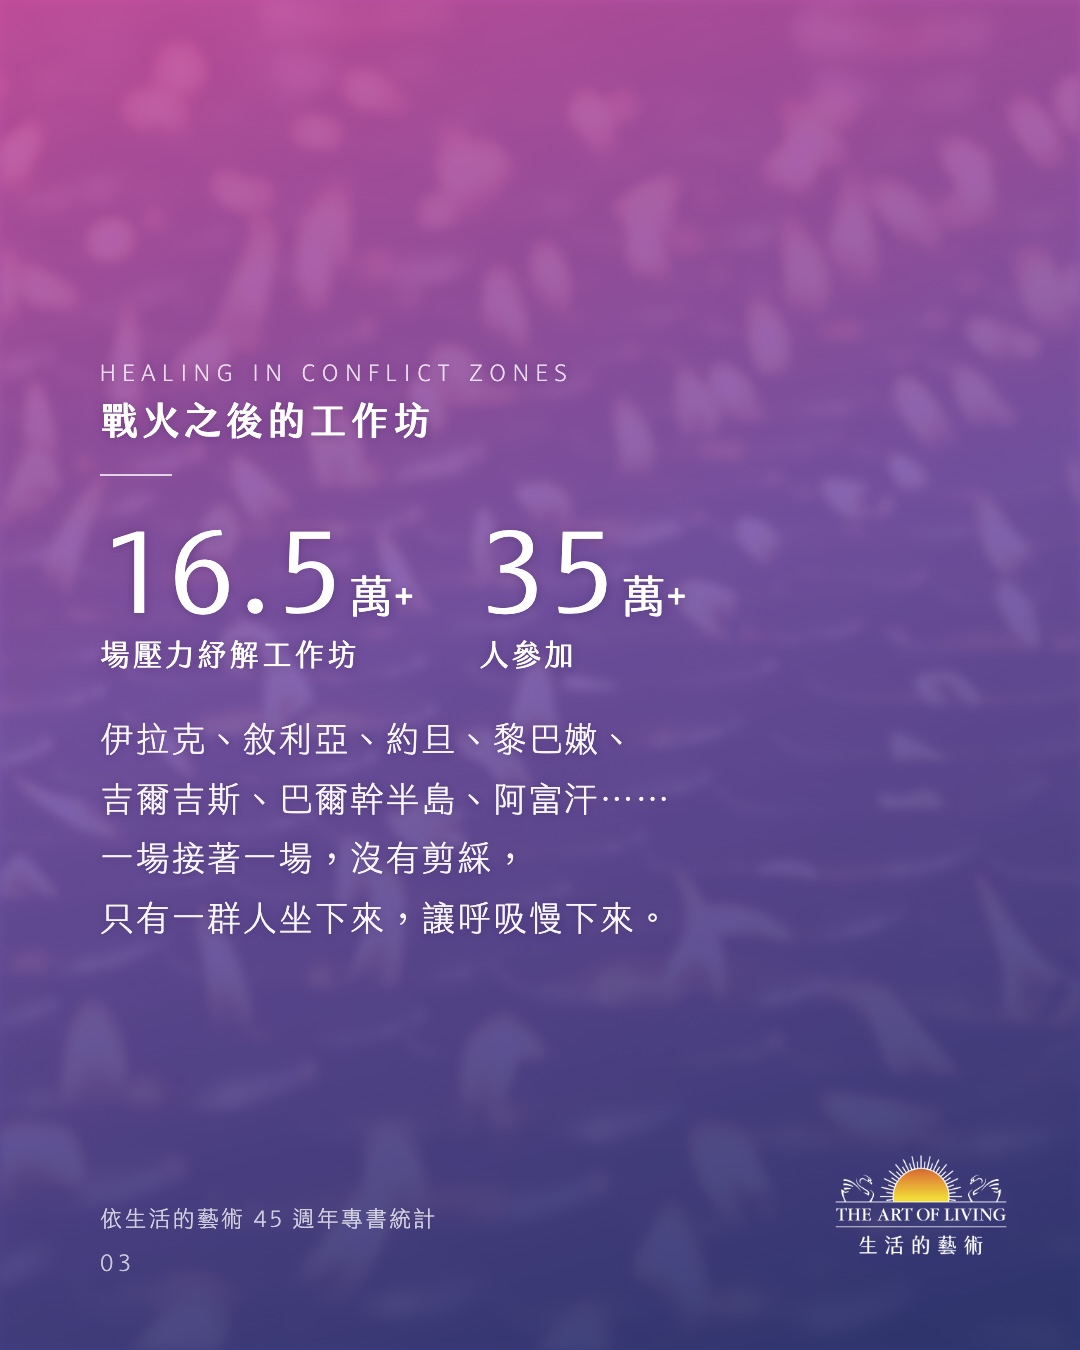 HEALING IN CONFLICT ZONES
戰火之後的工作坊
16.5萬+ 35萬+
場壓力紓解工作坊 人參加
伊拉克、敘利亞、約旦、黎巴嫩、
吉爾吉斯、巴爾幹半島、阿富汗……
一場接著一場，沒有剪綵，
只有一群人坐下來，讓呼吸慢下來。
依生活的藝術 45 週年專書統計
03
THE ART OF LIVING
生活的藝術